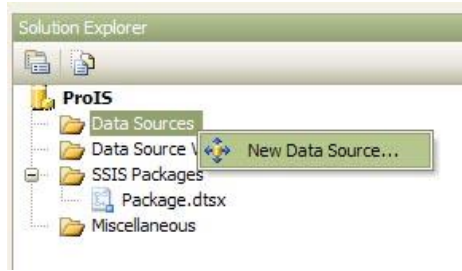 Solution Explorer
ProIS
Data Sources
Data Source
New Data Source...
SSIS Packages
Package.dtsx
Miscellaneous